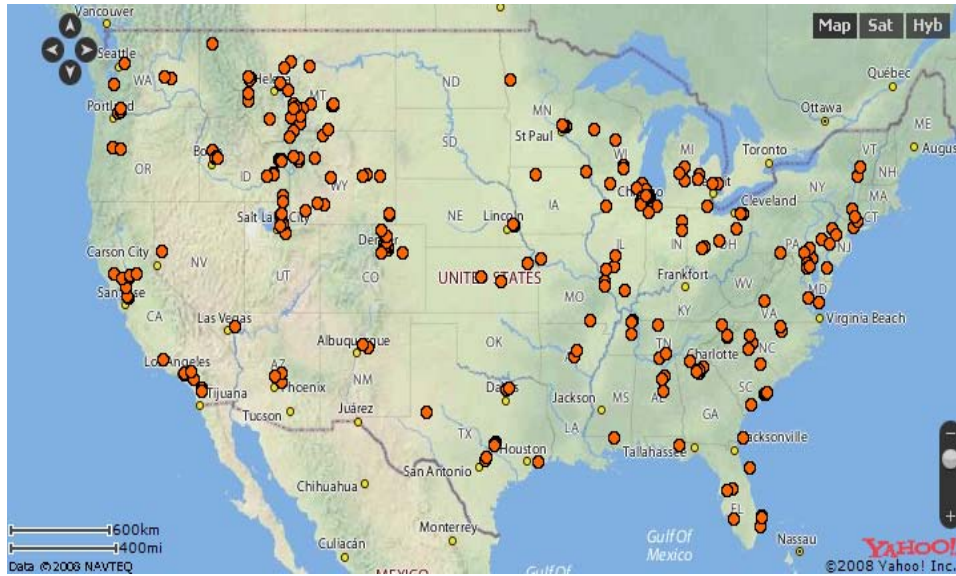 Vancouver
Map Sat Hyb
Seattle
WA
Helena
MT
ND
Québec
MN
Ottawa
ME
Portland
St Paul
VT
Augus
OR
SD
WI
MI
Toronto
NH
ID
WY
NY
MA
Cleveland
CT
Salt Lake City
NE
Lincoln
IA
IL
IN
OH
PA
NJ
Carson City
NV
UT
CO
UNITED STATES
Frankfort
WV
MD
San Jose
MO
KY
VA
Virginia Beach
CA
Las Vegas
Albuquerque
OK
TN
NC
Charlotte
Los Angeles
AZ
Phoenix
NM
Dallas
Jackson
MS
AL
SC
Tijuana
Tucson
Juárez
GA
TX
LA
Houston
Tallahassee
Jacksonville
San Antonio
Chihuahua
FL
600km
400mi
Monterrey
Gulf Of
Mexico
Nassau
Culiacán
YAHOO!
Data © 2008 NAVTEQ
MEXICO
Gulf Of
©2008 Yahoo! Inc.